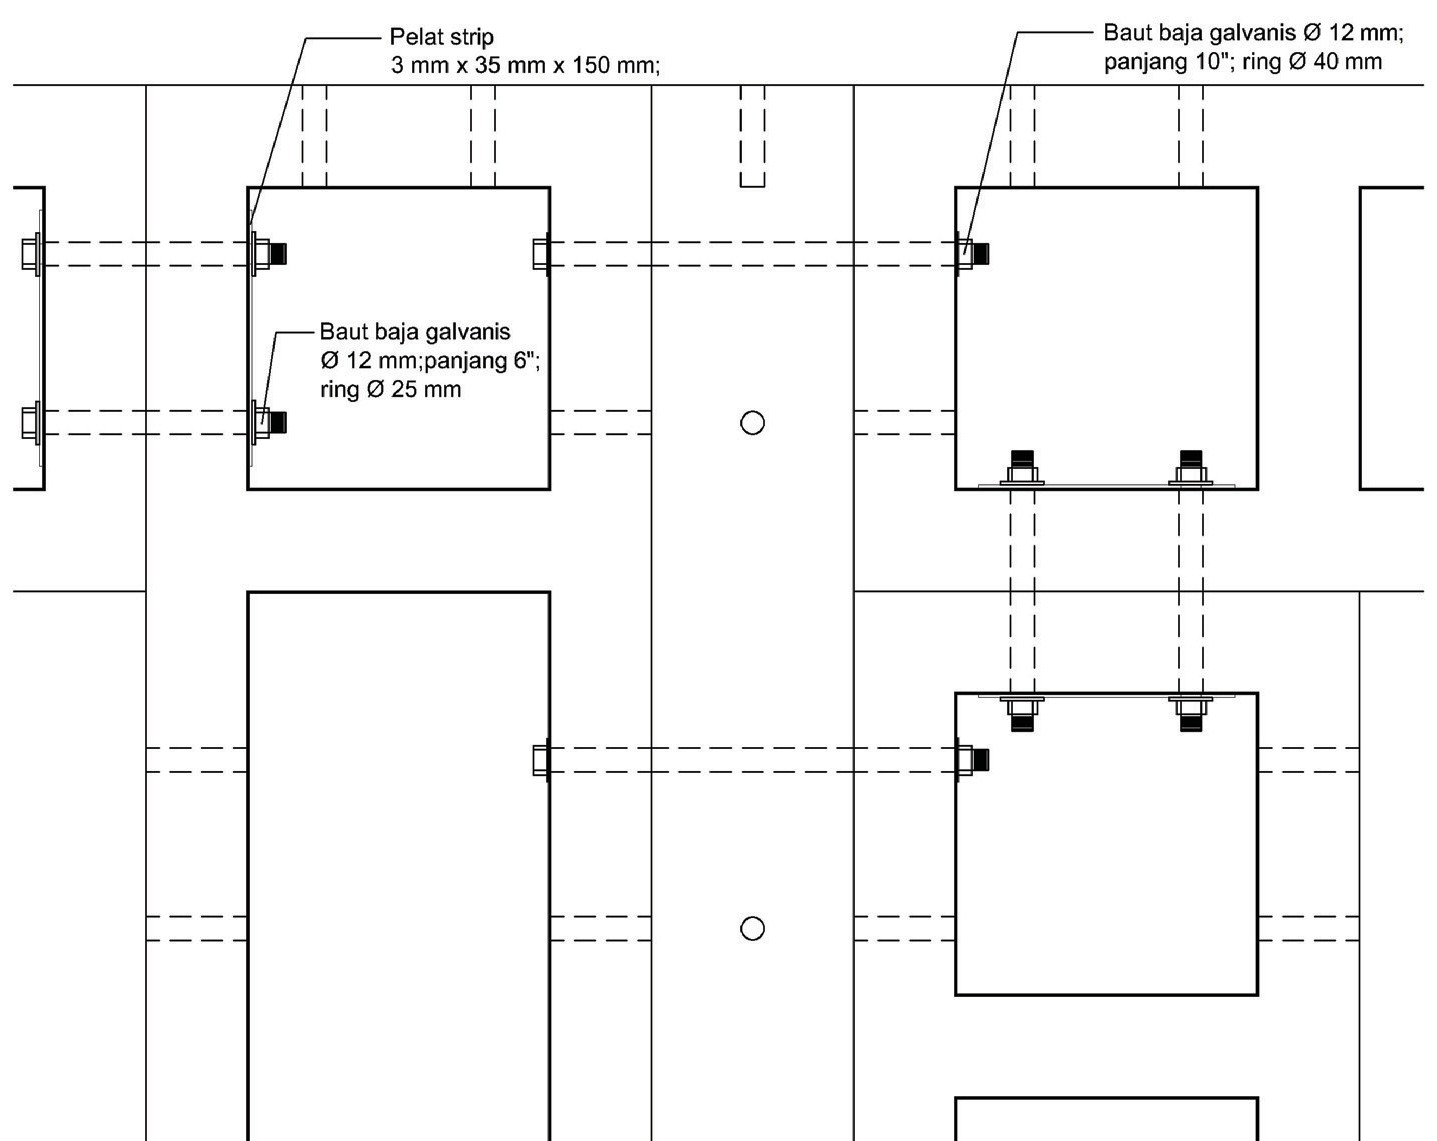 Pelat strip
3 mm x 35 mm x 150 mm;
Baut baja galvanis Ø 12 mm;
panjang 10"; ring Ø 40 mm
Baut baja galvanis
Ø 12 mm;panjang 6";
ring Ø 25 mm